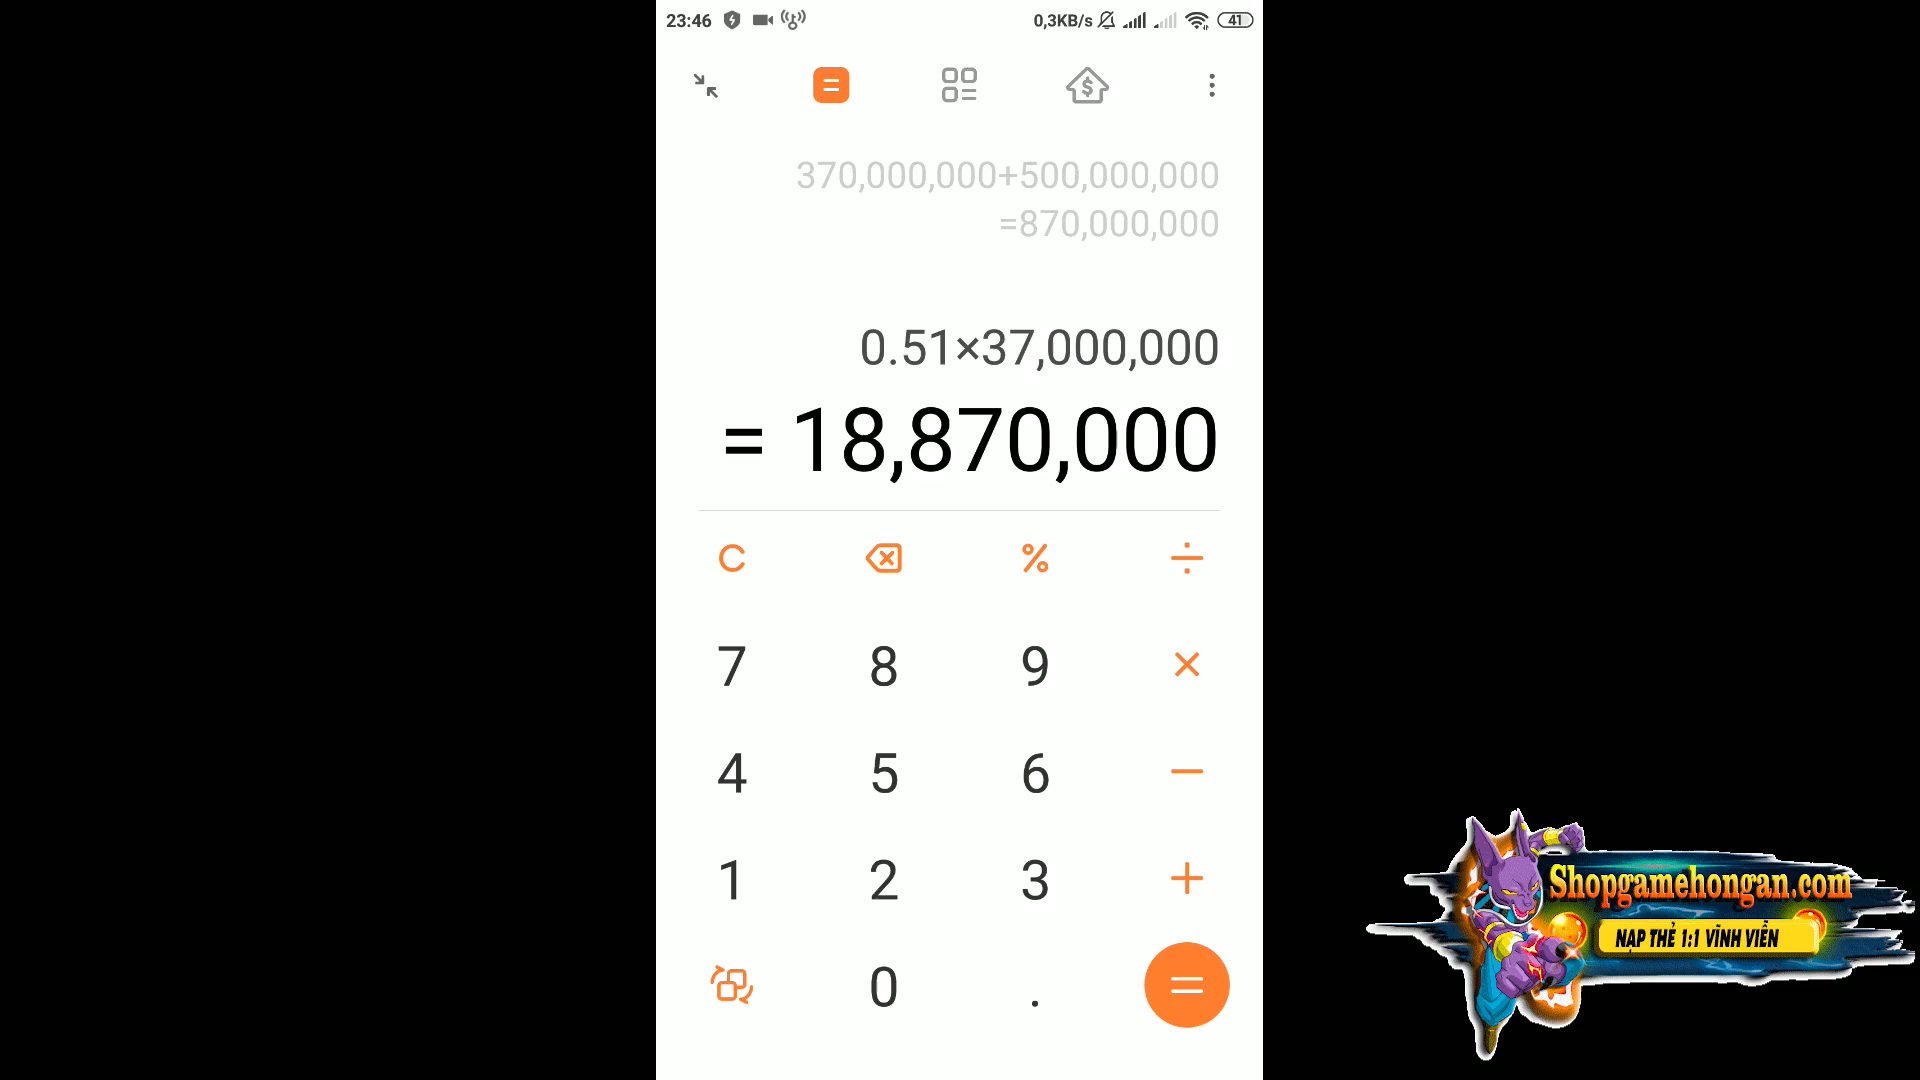 23:46
0,3KB/s
41
370,000,000+500,000,000
=870,000,000
0.51×37,000,000
= 18,870,000
C % ÷
7 8 9 ×
4 5 6 −
1 2 3 +
0 . =
Shopgamehongan.com
NẠP THẺ 1:1 VĨNH VIỄN